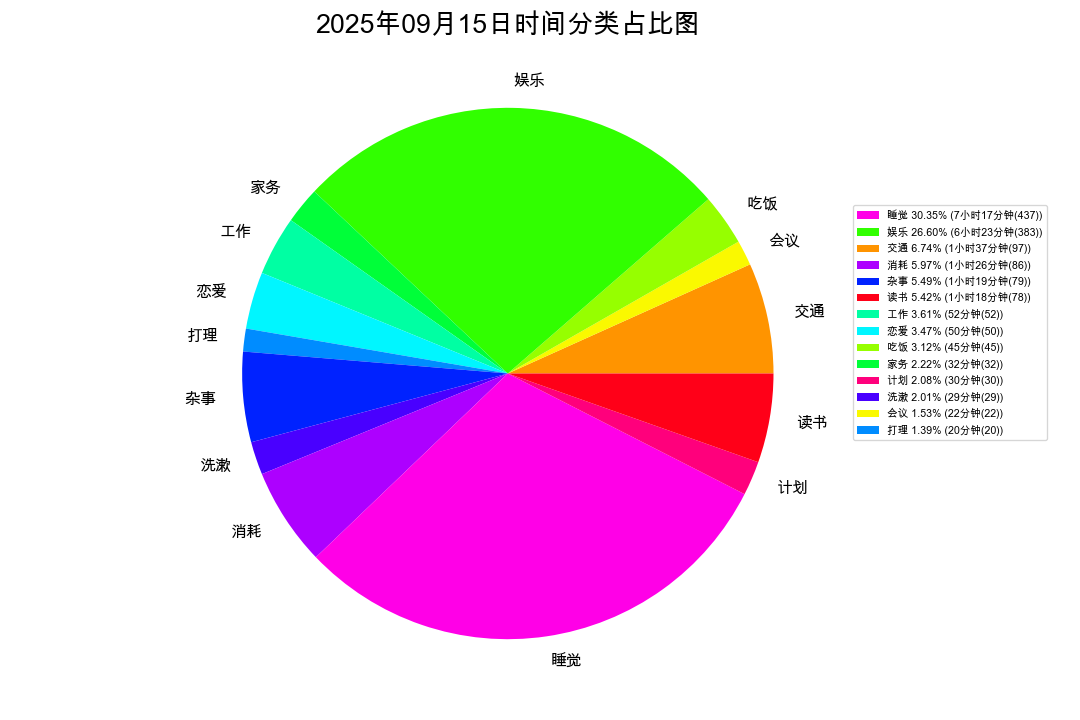 2025年09月15日时间分类占比图
娱乐
家务
吃饭
工作
会议
恋爱
交通
打理
杂事
读书
洗漱
计划
消耗
睡觉
睡觉 30.35% (7小时17分钟(437))
娱乐 26.60% (6小时23分钟(383))
交通 6.74% (1小时37分钟(97))
消耗 5.97% (1小时26分钟(86))
杂事 5.49% (1小时19分钟(79))
读书 5.42% (1小时18分钟(78))
工作 3.61% (52分钟(52))
恋爱 3.47% (50分钟(50))
吃饭 3.12% (45分钟(45))
家务 2.22% (32分钟(32))
计划 2.08% (30分钟(30))
洗漱 2.01% (29分钟(29))
会议 1.53% (22分钟(22))
打理 1.39% (20分钟(20))